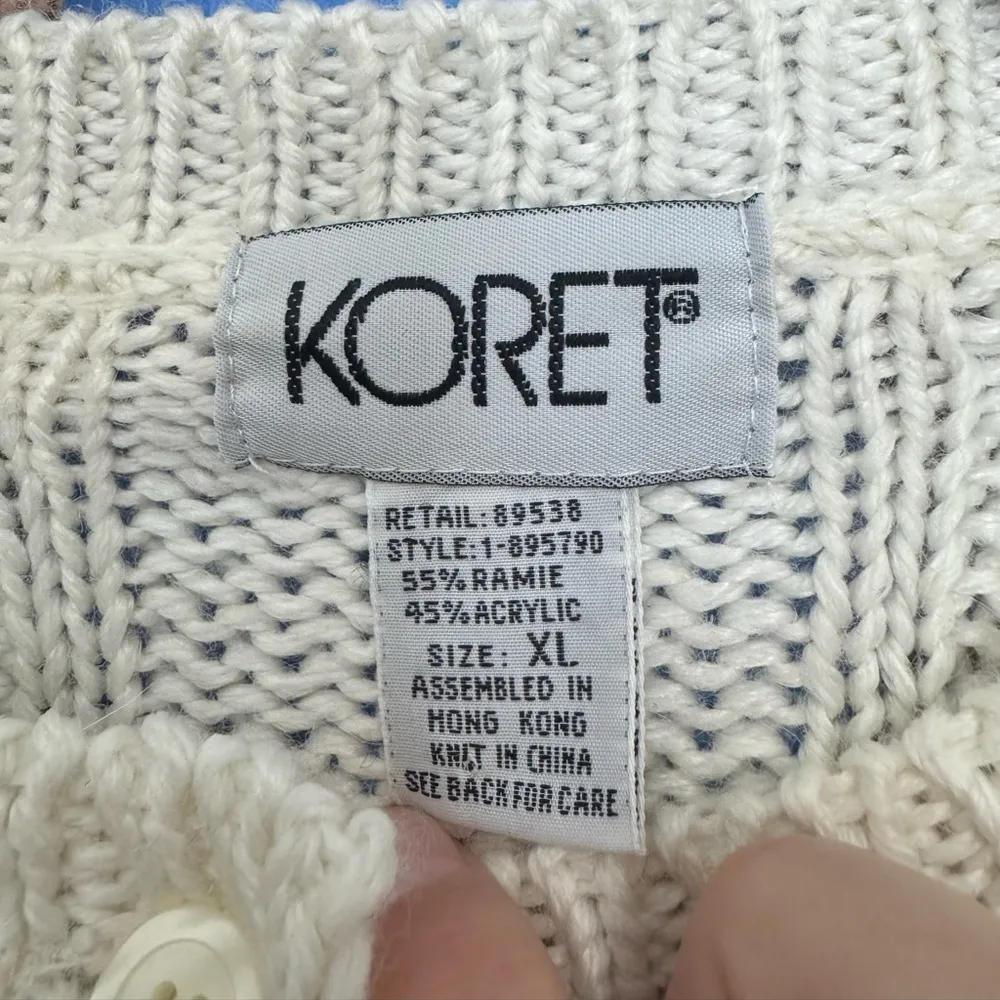 KORET®
RETAIL: 89538
STYLE: 1-895790
55% RAMIE
45% ACRYLIC
SIZE: XL
ASSEMBLED IN
HONG KONG
KNIT IN CHINA
SEE BACK FOR CARE